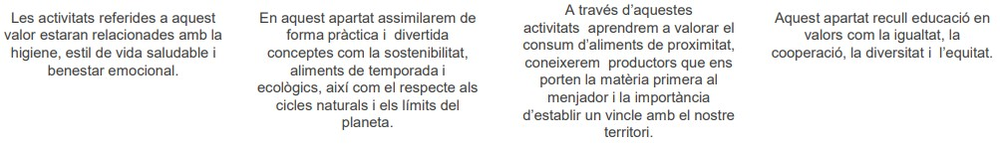 Les activitats referides a aquest
valor estaran relacionades amb la
higiene, estil de vida saludable i
benestar emocional.
En aquest apartat assimilarem de
forma pràctica i divertida
conceptes com la sostenibilitat,
aliments de temporada i
ecològics, així com el respecte als
cicles naturals i els límits del
planeta.
A través d’aquestes
activitats aprendrem a valorar el
consum d’aliments de proximitat,
coneixerem productors que ens
porten la matèria primera al
menjador i la importància
d’establir un vincle amb el nostre
territori.
Aquest apartat recull educació en
valors com la igualtat, la
cooperació, la diversitat i l’equitat.